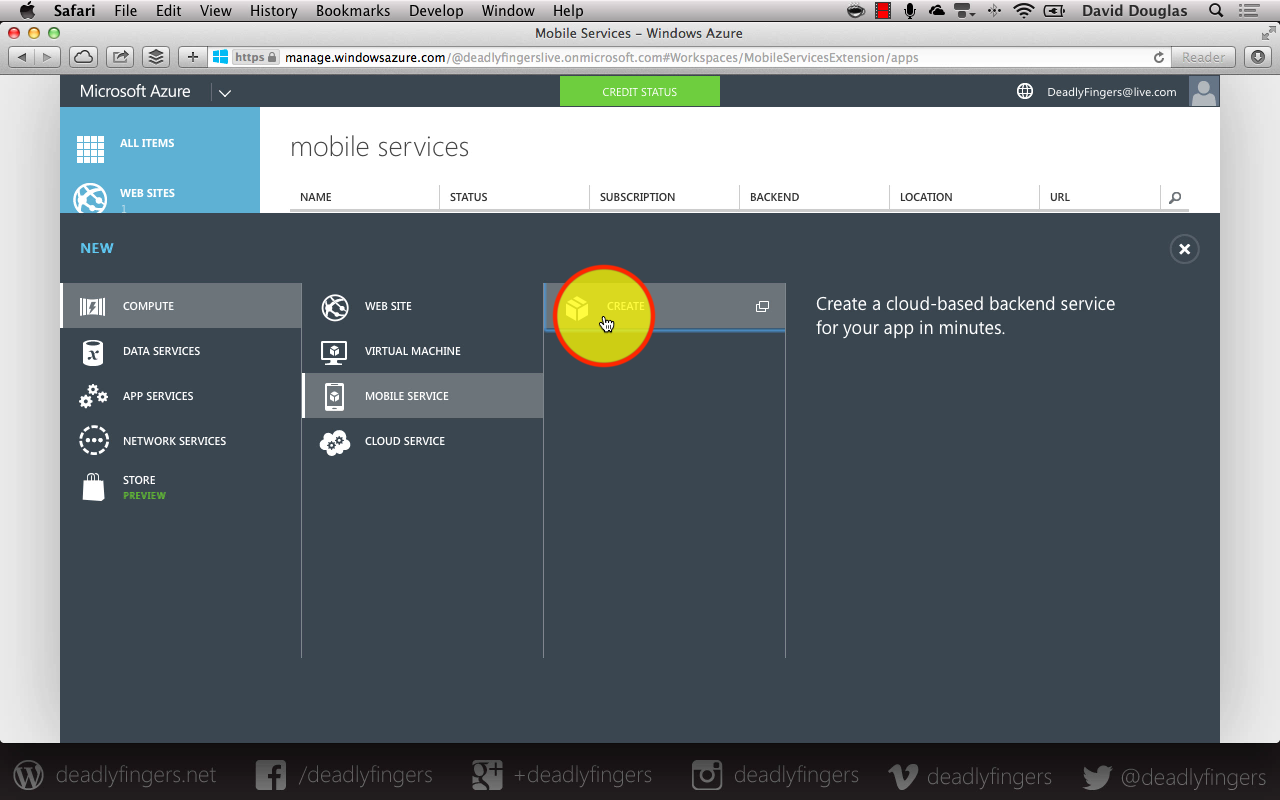 Safari File Edit View History Bookmarks Develop Window Help David Douglas
Mobile Services – Windows Azure
https manage.windowsazure.com/@deadlyfingerslive.onmicrosoft.com#Workspaces/MobileServicesExtension/apps Reader
Microsoft Azure CREDIT STATUS DeadlyFingers@live.com
ALL ITEMS
WEB SITES
1
mobile services
NAME STATUS SUBSCRIPTION BACKEND LOCATION URL
NEW
COMPUTE
DATA SERVICES
APP SERVICES
NETWORK SERVICES
STORE
PREVIEW
WEB SITE
VIRTUAL MACHINE
MOBILE SERVICE
CLOUD SERVICE
CREATE
Create a cloud-based backend service
for your app in minutes.
deadlyfingers.net /deadlyfingers +deadlyfingers deadlyfingers deadlyfingers @deadlyfingers